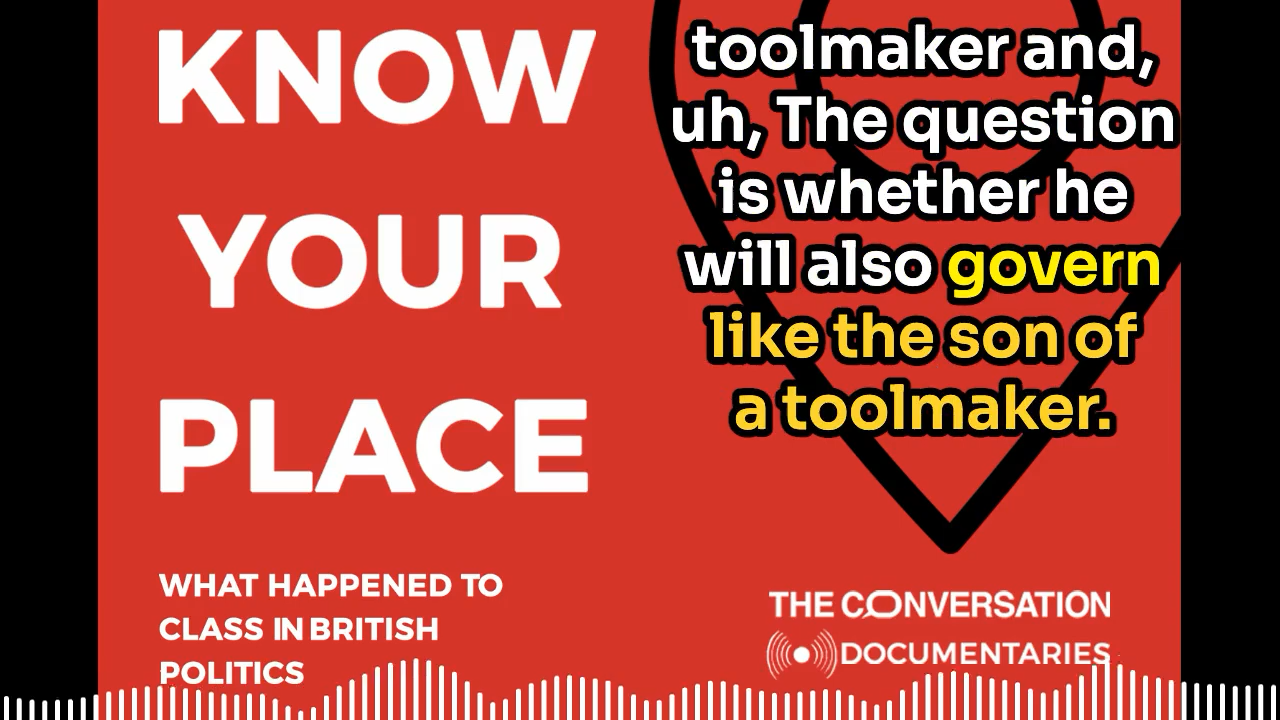 KNOW
YOUR
PLACE
WHAT HAPPENED TO
CLASS IN BRITISH
POLITICS
toolmaker and,
uh, The question
is whether he
will also govern
like the son of
a toolmaker.
THE CONVERSATION
DOCUMENTARIES